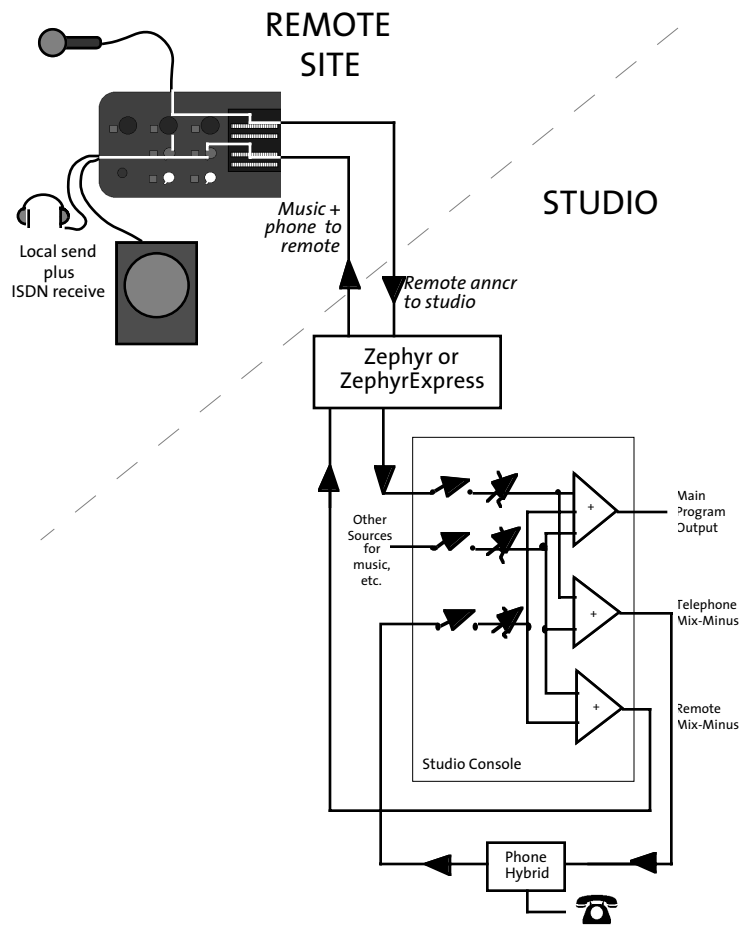 REMOTE
SITE
STUDIO
Music +
phone to
remote
Local send
plus
ISDN receive
Remote anncr
to studio
Zephyr or
ZephyrExpress
Other
Sources
for
music,
etc.
+
Main
Program
Output
+
Telephone
Mix-Minus
+
Remote
Mix-Minus
Studio Console
Phone
Hybrid